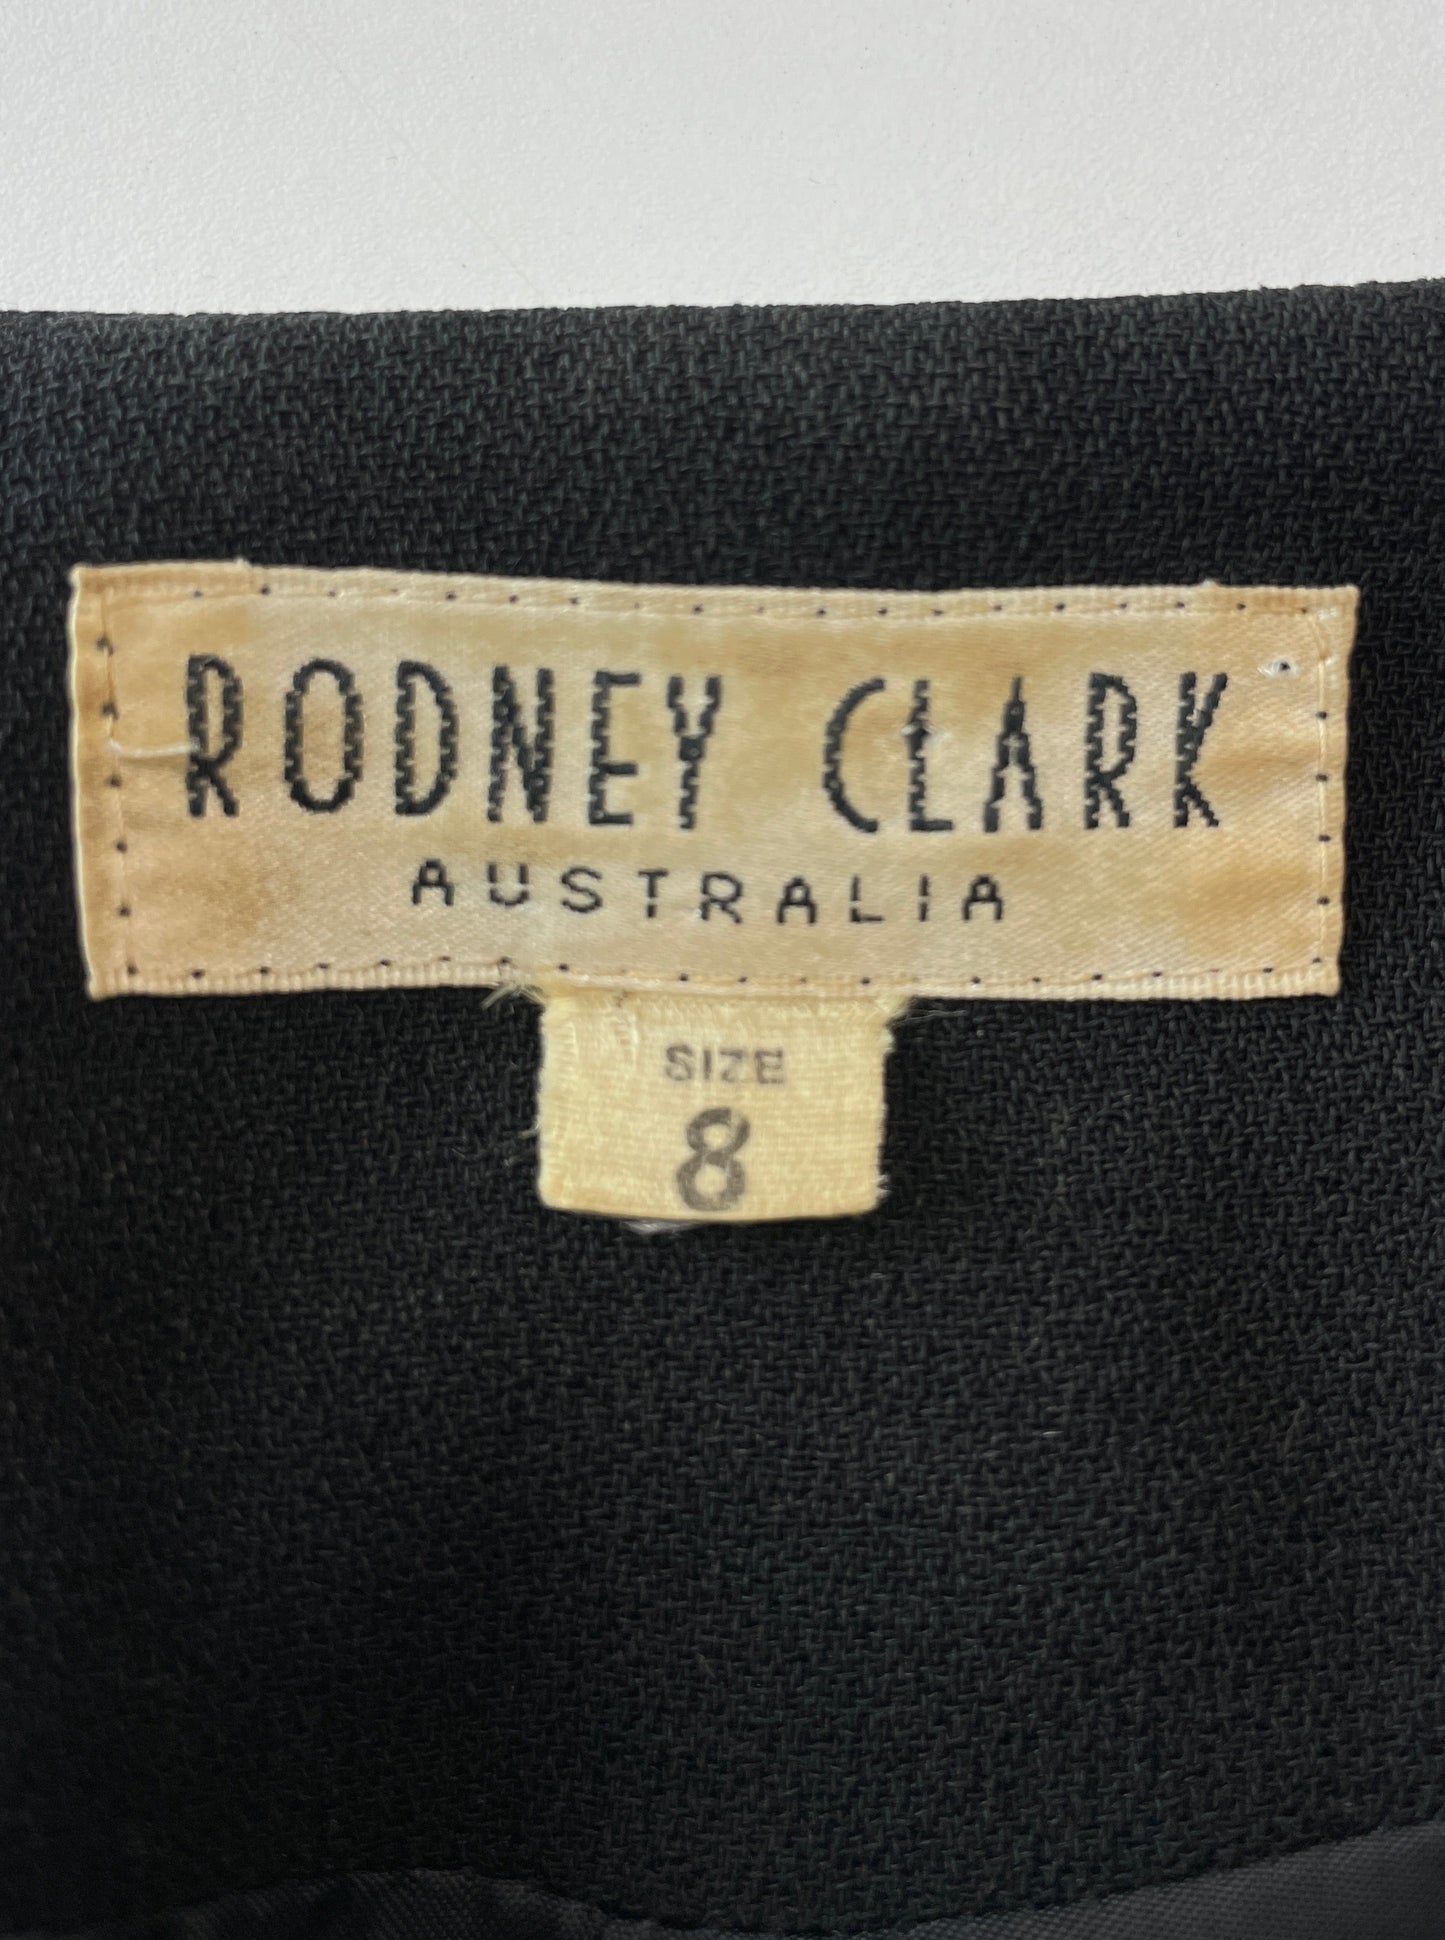 RODNEY CLARK
AUSTRALIA
SIZE
8